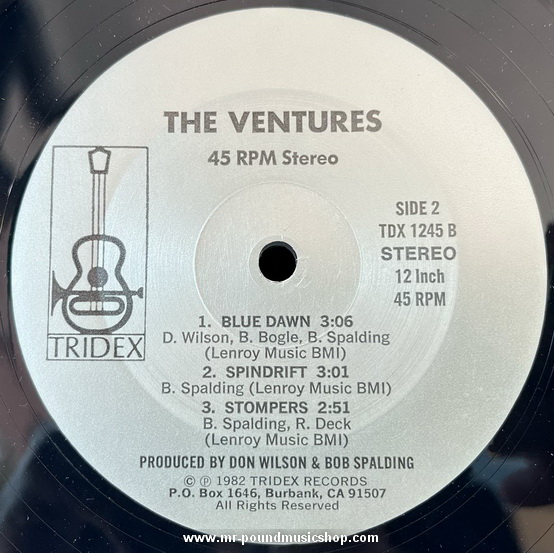 THE VENTURES
45 RPM Stereo
SIDE 2
TDX 1245 B
STEREO
12 Inch
45 RPM
TRIDEX
1. BLUE DAWN 3:06
D. Wilson, B. Bogle, B. Spalding
(Lenroy Music BMI)
2. SPINDRIFT 3:01
B. Spalding (Lenroy Music BMI)
3. STOMPERS 2:51
B. Spalding, R. Deck
(Lenroy Music BMI)
PRODUCED BY DON WILSON & BOB SPALDING
© ℗ 1982 TRIDEX RECORDS
P.O. Box 1646, Burbank, CA 91507
All Rights Reserved
www.mr-poundmusicshop.com